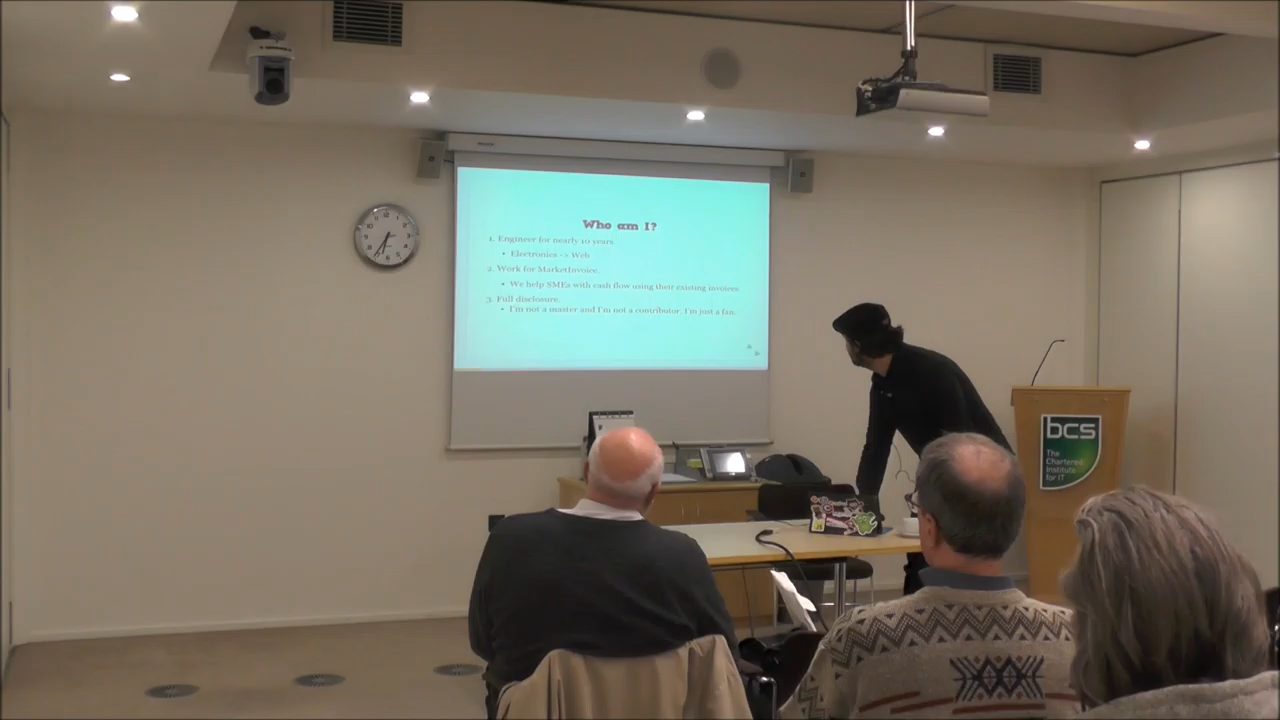 Who am I?
1. Engineer for nearly 10 years.
• Electronics -> Web
2. Work for MarketInvoice.
• We help SMEs with cash flow using their existing invoices.
3. Full disclosure.
• I'm not a master and I'm not a contributor. I'm just a fan.
bcs
The
Chartered
Institute
for IT